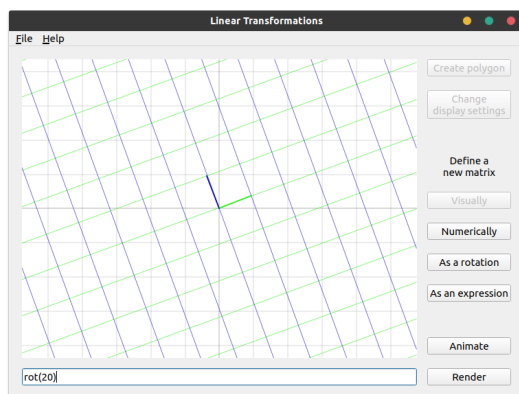 Linear Transformations
File Help
Create polygon
Change
display settings
Define a
new matrix
Visually
Numerically
As a rotation
As an expression
Animate
rot(20)
Render